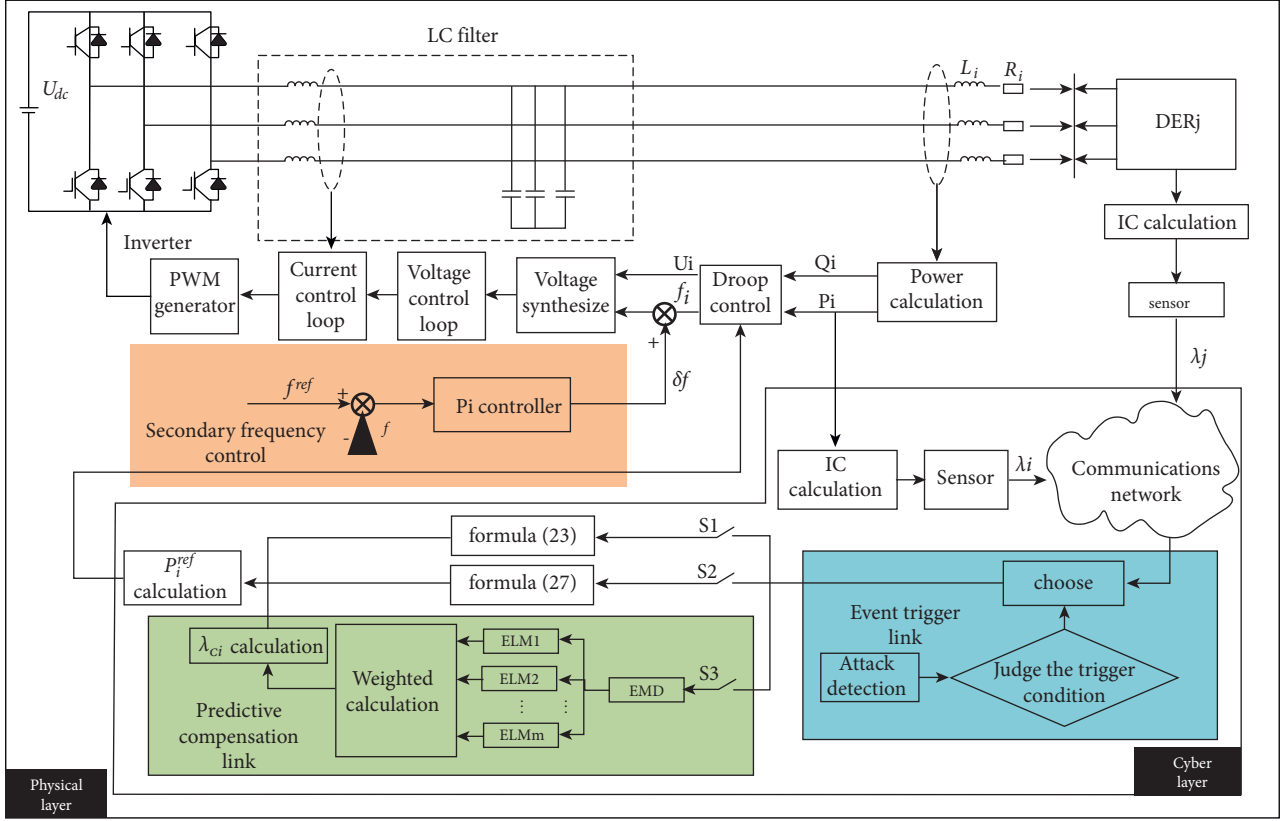 LC filter
U_dc
L_i
R_i
DERj
IC calculation
sensor
λj
Inverter
PWM
generator
Current
control
loop
Voltage
control
loop
Voltage
synthesize
Ui
f_i
+
Droop
control
Qi
Pi
Power
calculation
δf
f^ref
+
-
f
Pi controller
Secondary frequency
control
IC
calculation
Sensor
λi
Communications
network
P_i^ref
calculation
formula (23)
S1
formula (27)
S2
choose
Event trigger
link
Attack
detection
Judge the trigger
condition
λ_ci calculation
Weighted
calculation
ELM1
ELM2
⋮ ⋮
ELMm
EMD
S3
Predictive
compensation
link
Physical
layer
Cyber
layer